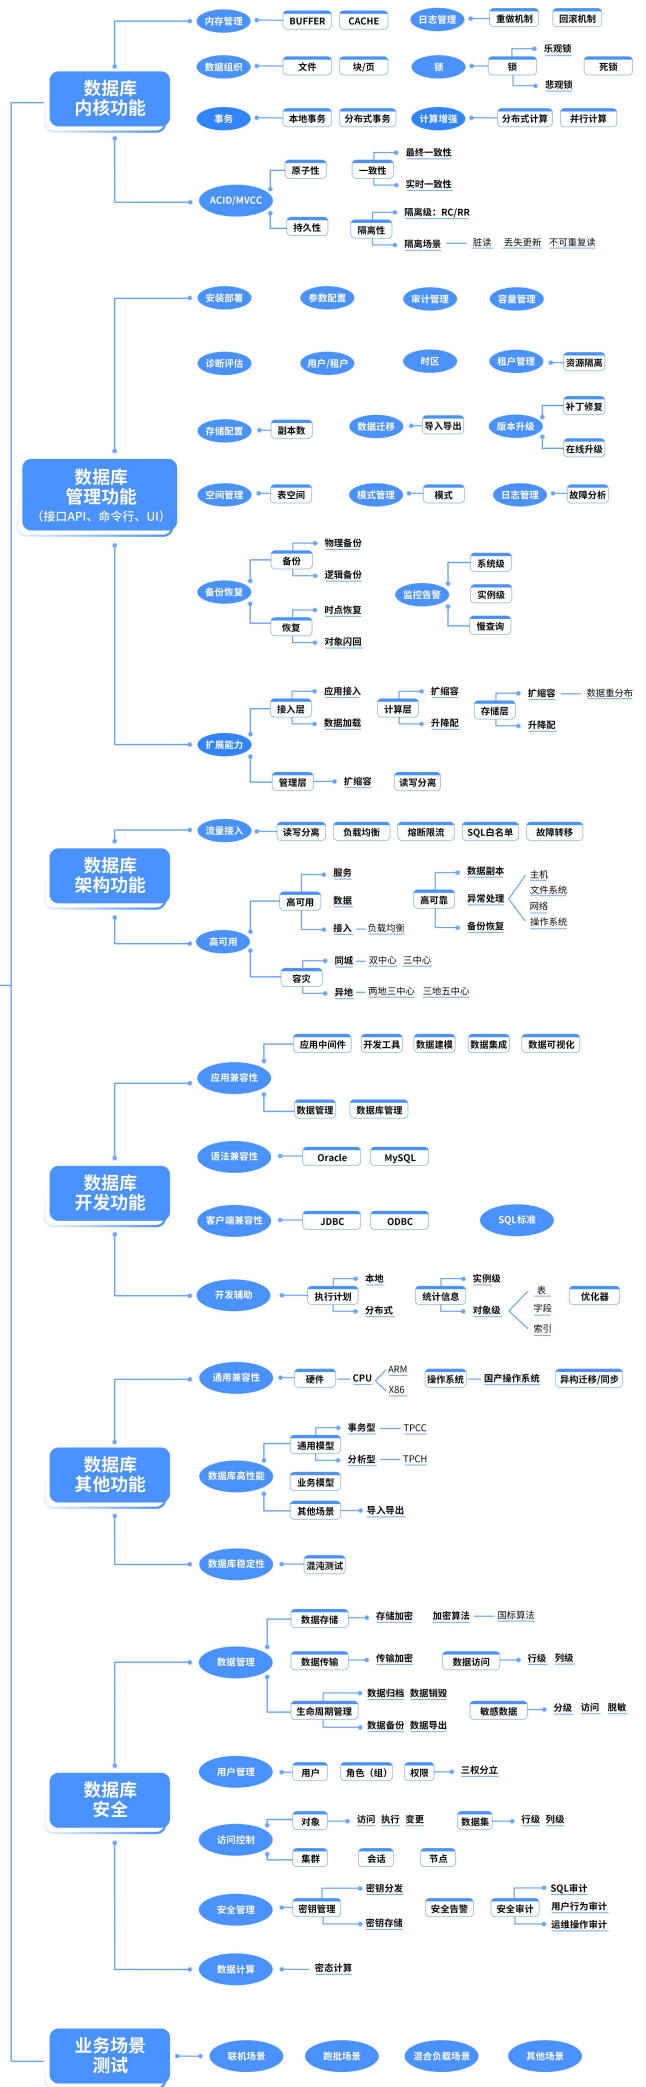 数据库
内核功能
内存管理
BUFFER
CACHE
日志管理
重做机制
回滚机制
数据组织
文件
块/页
锁
锁
乐观锁
悲观锁
死锁
事务
本地事务
分布式事务
计算增强
分布式计算
并行计算
ACID/MVCC
原子性
一致性
最终一致性
实时一致性
持久性
隔离性
隔离级：RC/RR
隔离场景
脏读
丢失更新
不可重复读
数据库
管理功能
（接口API、命令行、UI）
安装部署
参数配置
审计管理
容量管理
诊断评估
用户/租户
时区
租户管理
资源隔离
存储配置
副本数
数据迁移
导入导出
版本升级
补丁修复
在线升级
空间管理
表空间
模式管理
模式
日志管理
故障分析
备份恢复
备份
物理备份
逻辑备份
恢复
时点恢复
对象闪回
监控告警
系统级
实例级
慢查询
扩展能力
接入层
应用接入
数据加载
计算层
扩缩容
升降配
存储层
扩缩容
数据重分布
升降配
管理层
扩缩容
读写分离
数据库
架构功能
流量接入
读写分离
负载均衡
熔断限流
SQL白名单
故障转移
高可用
高可用
服务
数据
接入
负载均衡
高可靠
数据副本
异常处理
主机
文件系统
网络
操作系统
备份恢复
容灾
同城
双中心
三中心
异地
两地三中心
三地五中心
数据库
开发功能
应用兼容性
应用中间件
开发工具
数据建模
数据集成
数据可视化
数据管理
数据库管理
语法兼容性
Oracle
MySQL
客户端兼容性
JDBC
ODBC
SQL标准
开发辅助
执行计划
本地
分布式
统计信息
实例级
对象级
表
字段
索引
优化器
数据库
其他功能
通用兼容性
硬件
CPU
ARM
X86
操作系统
国产操作系统
异构迁移/同步
数据库高性能
通用模型
事务型
TPCC
分析型
TPCH
业务模型
其他场景
导入导出
数据库稳定性
混沌测试
数据库
安全
数据管理
数据存储
存储加密
加密算法
国标算法
数据传输
传输加密
数据访问
行级
列级
生命周期管理
数据归档
数据销毁
数据备份
数据导出
敏感数据
分级
访问
脱敏
用户管理
用户
角色（组）
权限
三权分立
访问控制
对象
访问
执行
变更
数据集
行级
列级
集群
会话
节点
安全管理
密钥管理
密钥分发
密钥存储
安全告警
安全审计
SQL审计
用户行为审计
运维操作审计
数据计算
密态计算
业务场景
测试
联机场景
跑批场景
混合负载场景
其他场景